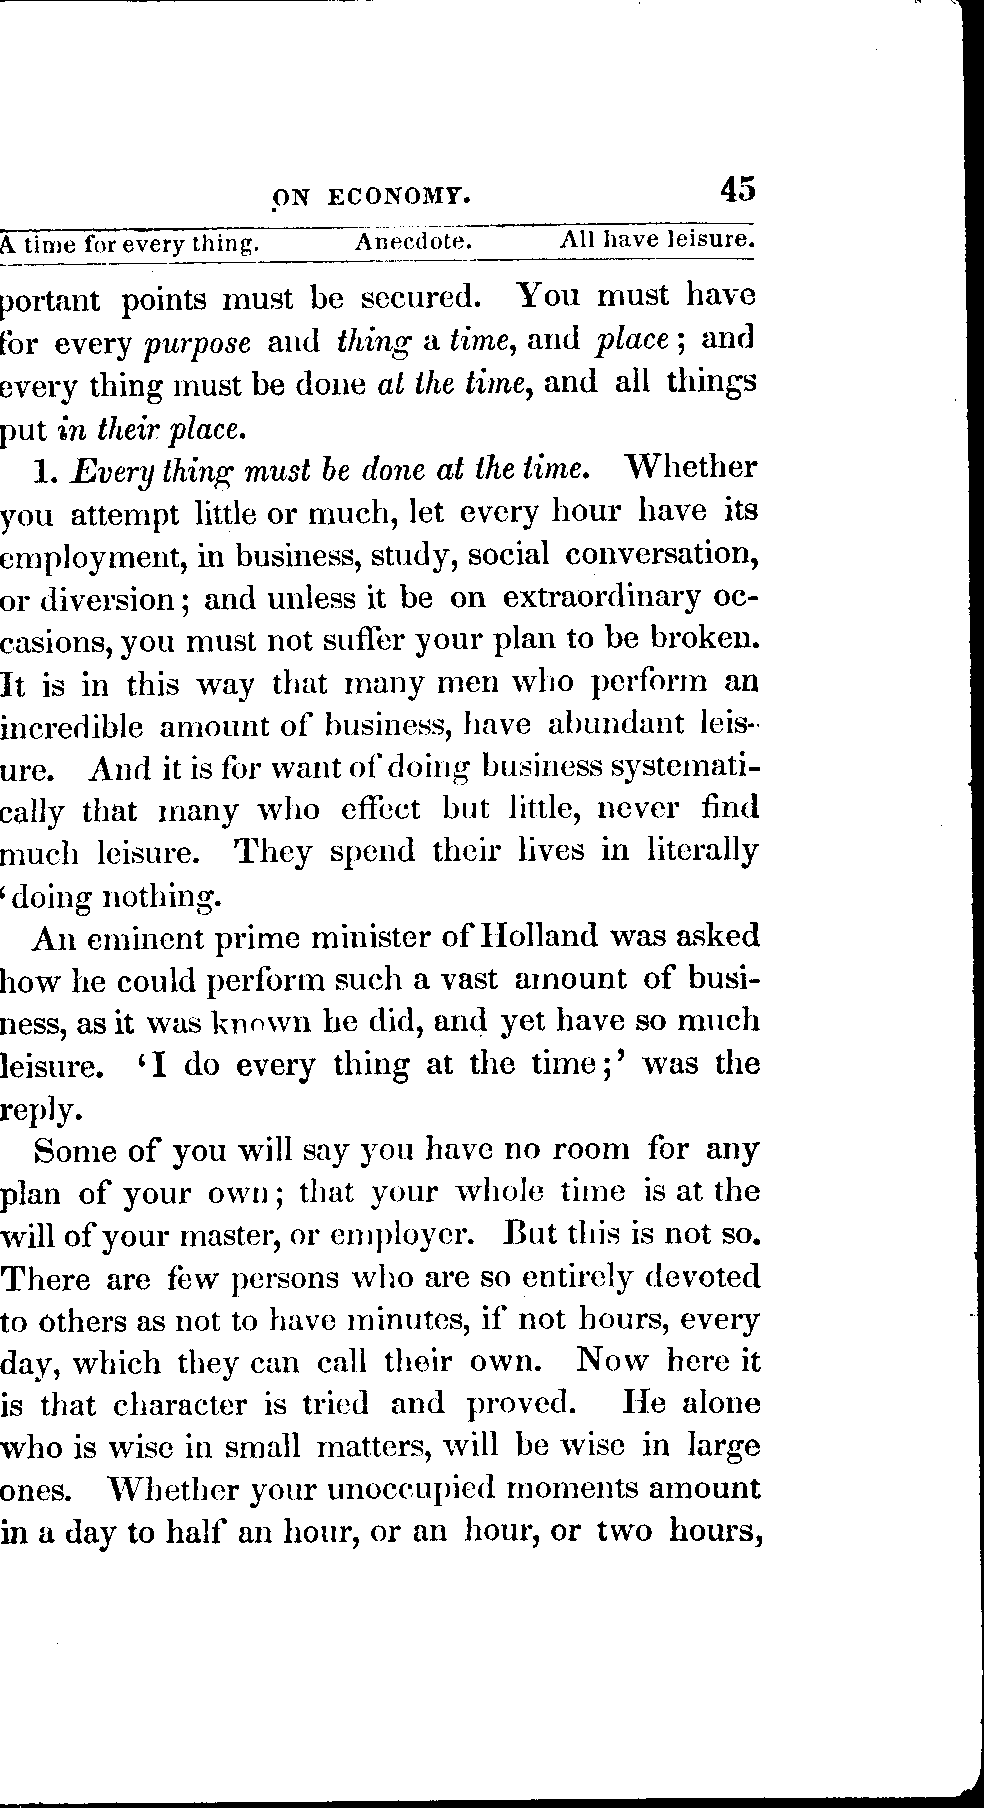 ON ECONOMY. 45
A time for every thing. Anecdote. All have leisure.
portant points must be secured. You must have
for every purpose and thing a time, and place; and
every thing must be done at the time, and all things
put in their place.
1. Every thing must be done at the time. Whether
you attempt little or much, let every hour have its
employment, in business, study, social conversation,
or diversion; and unless it be on extraordinary oc-
casions, you must not suffer your plan to be broken.
It is in this way that many men who perform an
incredible amount of business, have abundant leis-
ure. And it is for want of doing business systemati-
cally that many who effect but little, never find
much leisure. They spend their lives in literally
‘doing nothing.
An eminent prime minister of Holland was asked
how he could perform such a vast amount of busi-
ness, as it was known he did, and yet have so much
leisure. ‘I do every thing at the time;’ was the
reply.
Some of you will say you have no room for any
plan of your own; that your whole time is at the
will of your master, or employer. But this is not so.
There are few persons who are so entirely devoted
to others as not to have minutes, if not hours, every
day, which they can call their own. Now here it
is that character is tried and proved. He alone
who is wise in small matters, will be wise in large
ones. Whether your unoccupied moments amount
in a day to half an hour, or an hour, or two hours,